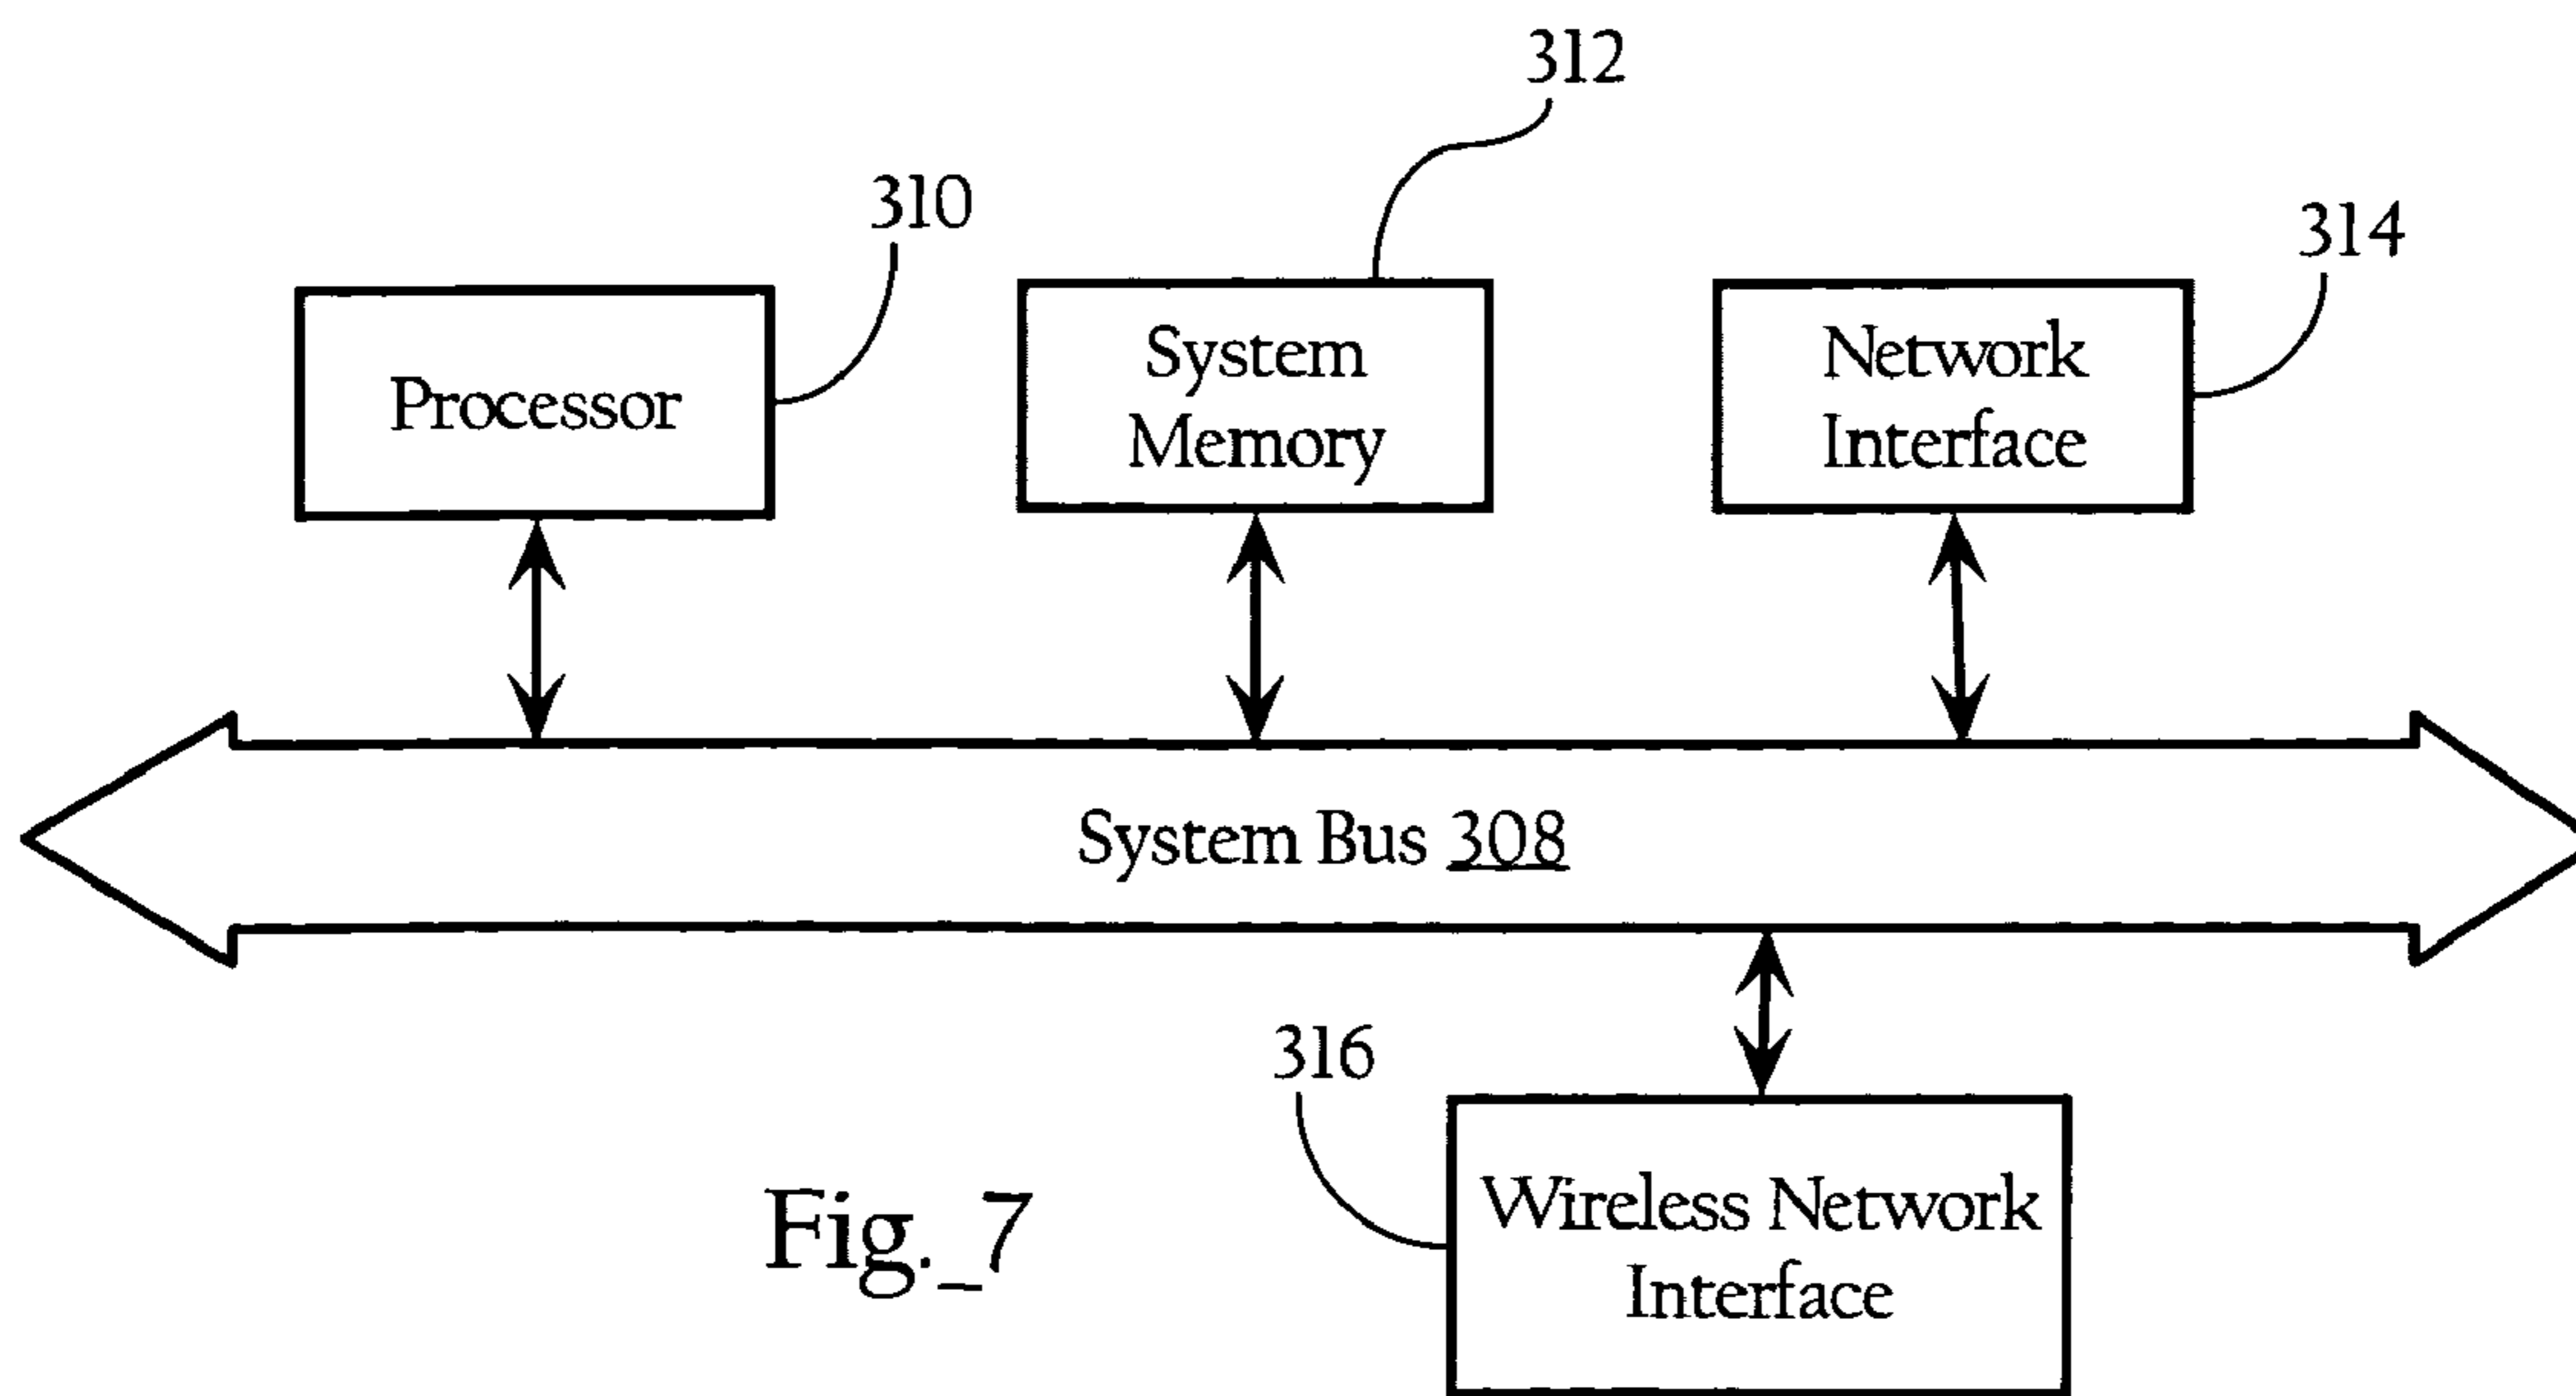 312
310
314
Processor
System
Memory
Network
Interface
System Bus 308
316
Wireless Network
Interface
Fig._7